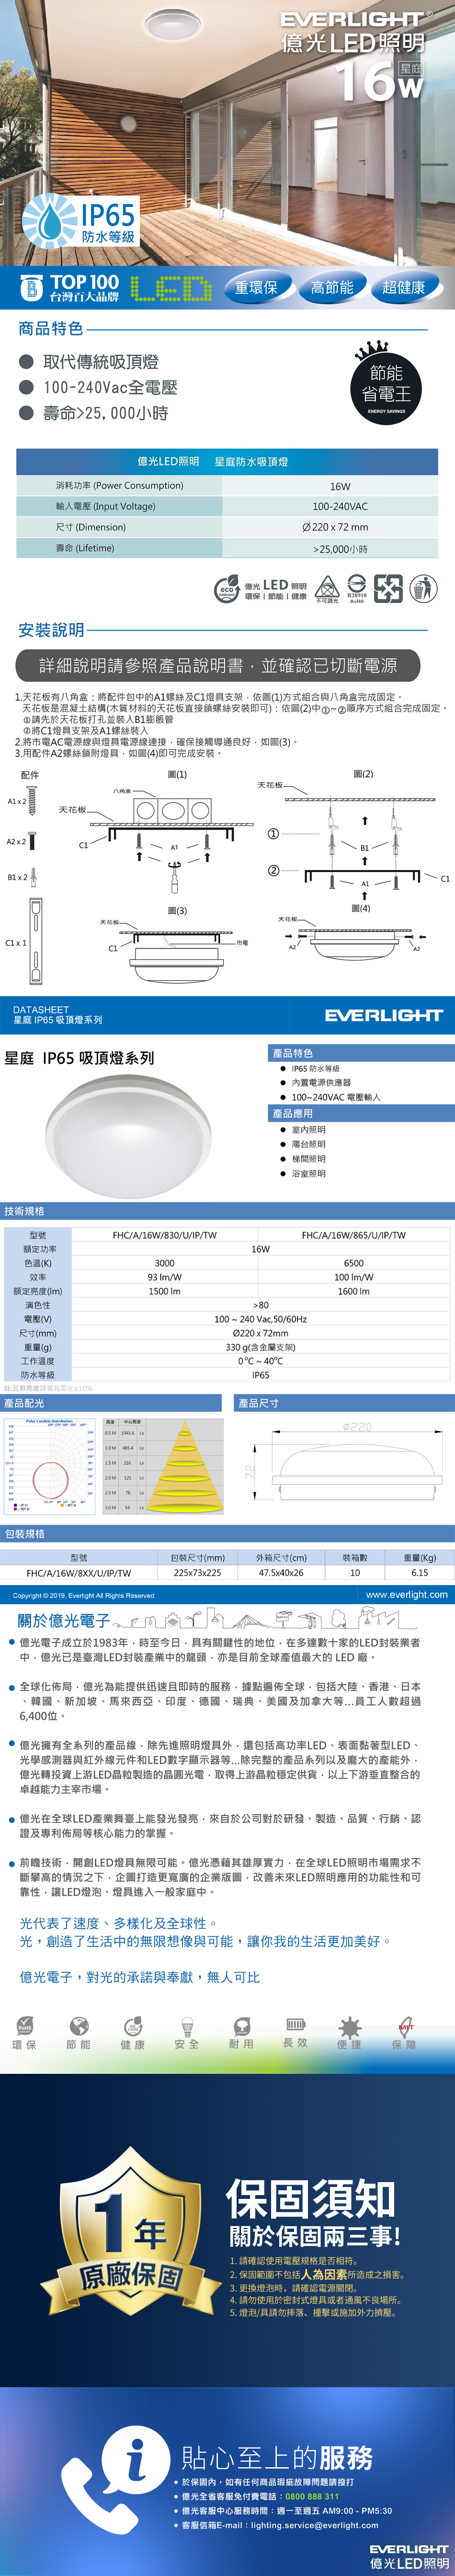 EVERLIGHT
億光LED照明
16W
星庭
IP65
防水等級
TOP 100
台灣百大品牌
LED
重環保
高節能
超健康
商品特色
● 取代傳統吸頂燈
● 100-240Vac全電壓
● 壽命>25,000小時
節能
省電王
ENERGY SAVINGS
億光LED照明 星庭防水吸頂燈
消耗功率 (Power Consumption) 16W
輸入電壓 (Input Voltage) 100-240VAC
尺寸 (Dimension) Ø 220 x 72 mm
壽命 (Lifetime) >25,000小時
eco
億光 LED 照明
環保 | 節能 | 健康
不可調光
R38910
RoHS
安裝說明
詳細說明請參照產品說明書，並確認已切斷電源
1.天花板有八角盒：將配件包中的A1螺絲及C1燈具支架，依圖(1)方式組合與八角盒完成固定。
天花板是混凝土結構(木質材料的天花板直接鎖螺絲安裝即可)：依圖(2)中①~②順序方式組合完成固定。
①請先於天花板打孔並裝入B1膨脹管
②將C1燈具支架及A1螺絲裝入
2.將市電AC電源線與燈具電源線連接，確保接觸導通良好，如圖(3)。
3.用配件A2螺絲鎖附燈具，如圖(4)即可完成安裝。
配件
圖(1)
圖(2)
A1 x 2
A2 x 2
B1 x 2
C1 x 1
八角盒
天花板
C1
A1
天花板
①
②
B1
A1
C1
圖(3)
天花板
C1
市電
圖(4)
天花板
A2
A2
DATASHEET
星庭 IP65 吸頂燈系列
EVERLIGHT
星庭 IP65 吸頂燈系列
產品特色
● IP65 防水等級
● 內置電源供應器
● 100~240VAC 電壓輸入
產品應用
● 室內照明
● 陽台照明
● 梯間照明
● 浴室照明
技術規格
型號 FHC/A/16W/830/U/IP/TW FHC/A/16W/865/U/IP/TW
額定功率 16W
色溫(K) 3000 6500
效率 93 lm/W 100 lm/W
額定亮度(lm) 1500 lm 1600 lm
演色性 >80
電壓(V) 100 ~ 240 Vac,50/60Hz
尺寸(mm) Ø220 x 72mm
重量(g) 330 g(含金屬支架)
工作溫度 0℃ ~ 40℃
防水等級 IP65
產品配光
產品尺寸
Polar Candela Distribution
高度 中心照度
0.5 M 1941.6 Lx
1.0 M 485.4 Lx
1.5 M 216 Lx
2.0 M 121 Lx
2.5 M 78 Lx
3.0 M 54 Lx
Ø220
72
包裝規格
型號 包裝尺寸(mm) 外箱尺寸(cm) 裝箱數 重量(Kg)
FHC/A/16W/8XX/U/IP/TW 225x73x225 47.5x40x26 10 6.15
Copyright © 2019, Everlight All Rights Reserved.
www.everlight.com
關於億光電子
● 億光電子成立於1983年，時至今日，具有關鍵性的地位，在多達數十家的LED封裝業者
中，億光已是臺灣LED封裝產業中的龍頭，亦是目前全球產值最大的 LED 廠。
● 全球化佈局，億光為能提供迅速且即時的服務，據點遍佈全球，包括大陸、香港、日本
、韓國、新加坡、馬來西亞、印度、德國、瑞典、美國及加拿大等...員工人數超過
6,400位。
● 億光擁有全系列的產品線，除先進照明燈具外，還包括高功率LED、表面黏著型LED、
光學感測器與紅外線元件和LED數字顯示器等...除完整的產品系列以及龐大的產能外，
億光轉投資上游LED晶粒製造的晶圓光電，取得上游晶粒穩定供貨，以上下游垂直整合的
卓越能力主宰市場。
● 億光在全球LED產業舞臺上能發光發亮，來自於公司對於研發、製造、品質、行銷、認
證及專利佈局等核心能力的掌握。
● 前瞻技術，開創LED燈具無限可能。億光憑藉其雄厚實力，在全球LED照明市場需求不
斷攀高的情況之下，企圖打造更寬廣的企業版圖，改善未來LED照明應用的功能性和可
靠性，讓LED燈泡、燈具進入一般家庭中。
光代表了速度、多樣化及全球性。
光，創造了生活中的無限想像與可能，讓你我的生活更加美好。
億光電子，對光的承諾與奉獻，無人可比
RoHS
MIT
環保
節能
健康
安全
耐用
長效
便捷
保障
1年
原廠保固
保固須知
關於保固兩三事!
1. 請確認使用電壓規格是否相符。
2. 保固範圍不包括人為因素所造成之損害。
3. 更換燈泡時，請確認電源關閉。
4. 請勿使用於密封式燈具或者通風不良場所。
5. 燈泡/具請勿摔落、撞擊或施加外力擠壓。
i
貼心至上的服務
• 於保固內，如有任何商品瑕疵故障問題請撥打
• 億光全省客服免付費電話：0800 888 311
• 億光客服中心服務時間：週一至週五 AM9:00 - PM5:30
• 客服信箱E-mail：lighting.service@everlight.com
EVERLIGHT
億光LED照明